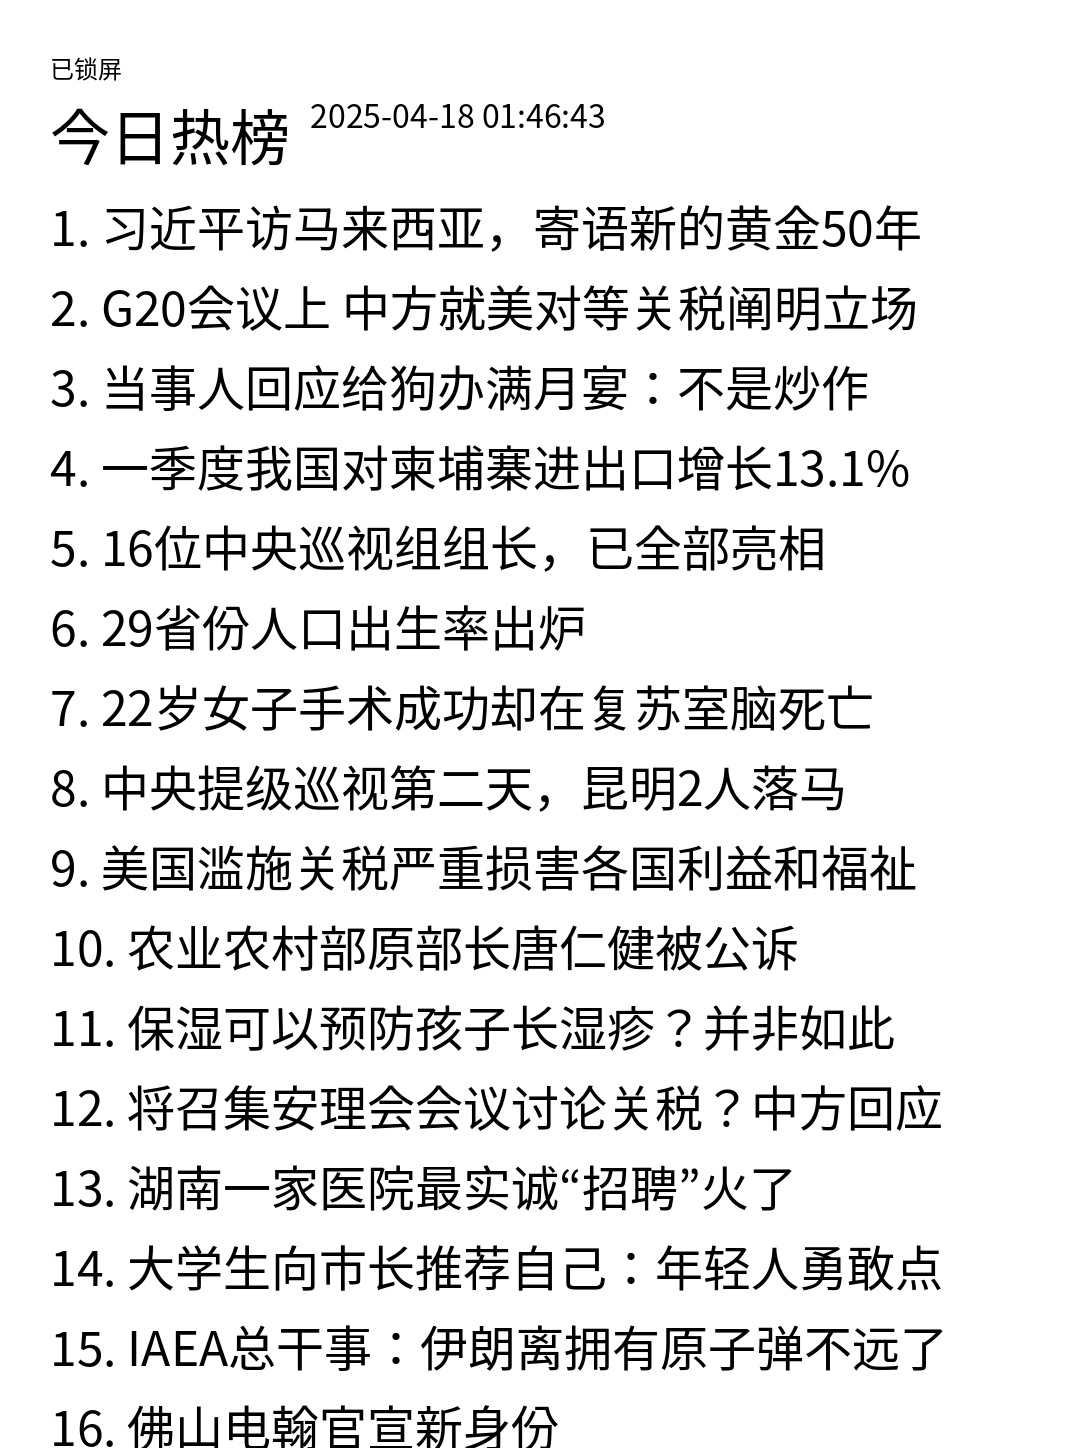 已锁屏
今日热榜 2025-04-18 01:46:43
1. 习近平访马来西亚，寄语新的黄金50年
2. G20会议上 中方就美对等关税阐明立场
3. 当事人回应给狗办满月宴：不是炒作
4. 一季度我国对柬埔寨进出口增长13.1%
5. 16位中央巡视组组长，已全部亮相
6. 29省份人口出生率出炉
7. 22岁女子手术成功却在复苏室脑死亡
8. 中央提级巡视第二天，昆明2人落马
9. 美国滥施关税严重损害各国利益和福祉
10. 农业农村部原部长唐仁健被公诉
11. 保湿可以预防孩子长湿疹？并非如此
12. 将召集安理会会议讨论关税？中方回应
13. 湖南一家医院最实诚“招聘”火了
14. 大学生向市长推荐自己：年轻人勇敢点
15. IAEA总干事：伊朗离拥有原子弹不远了
16. 佛山电翰官宣新身份